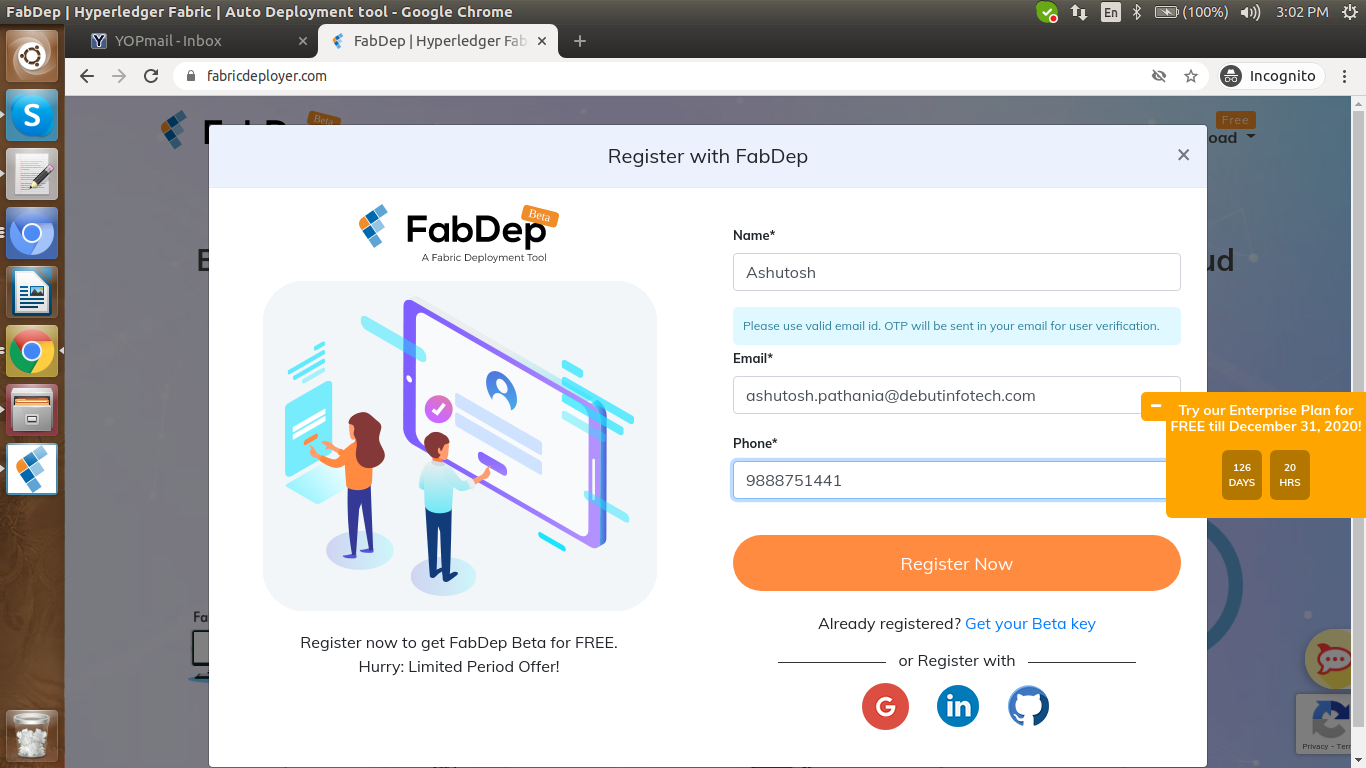 FabDep | Hyperledger Fabric | Auto Deployment tool - Google Chrome
En
(100%)
3:02 PM
YOPmail - Inbox
FabDep | Hyperledger Fab
fabricdeployer.com
Incognito
Beta
Free
oad
Register with FabDep
×
FabDep
Beta
A Fabric Deployment Tool
Register now to get FabDep Beta for FREE.
Hurry: Limited Period Offer!
Name*
Ashutosh
Please use valid email id. OTP will be sent in your email for user verification.
Email*
ashutosh.pathania@debutinfotech.com
Phone*
9888751441
Register Now
Already registered? Get your Beta key
or Register with
G
in
Try our Enterprise Plan for
FREE till December 31, 2020!
126
DAYS
20
HRS
Privacy - Terr